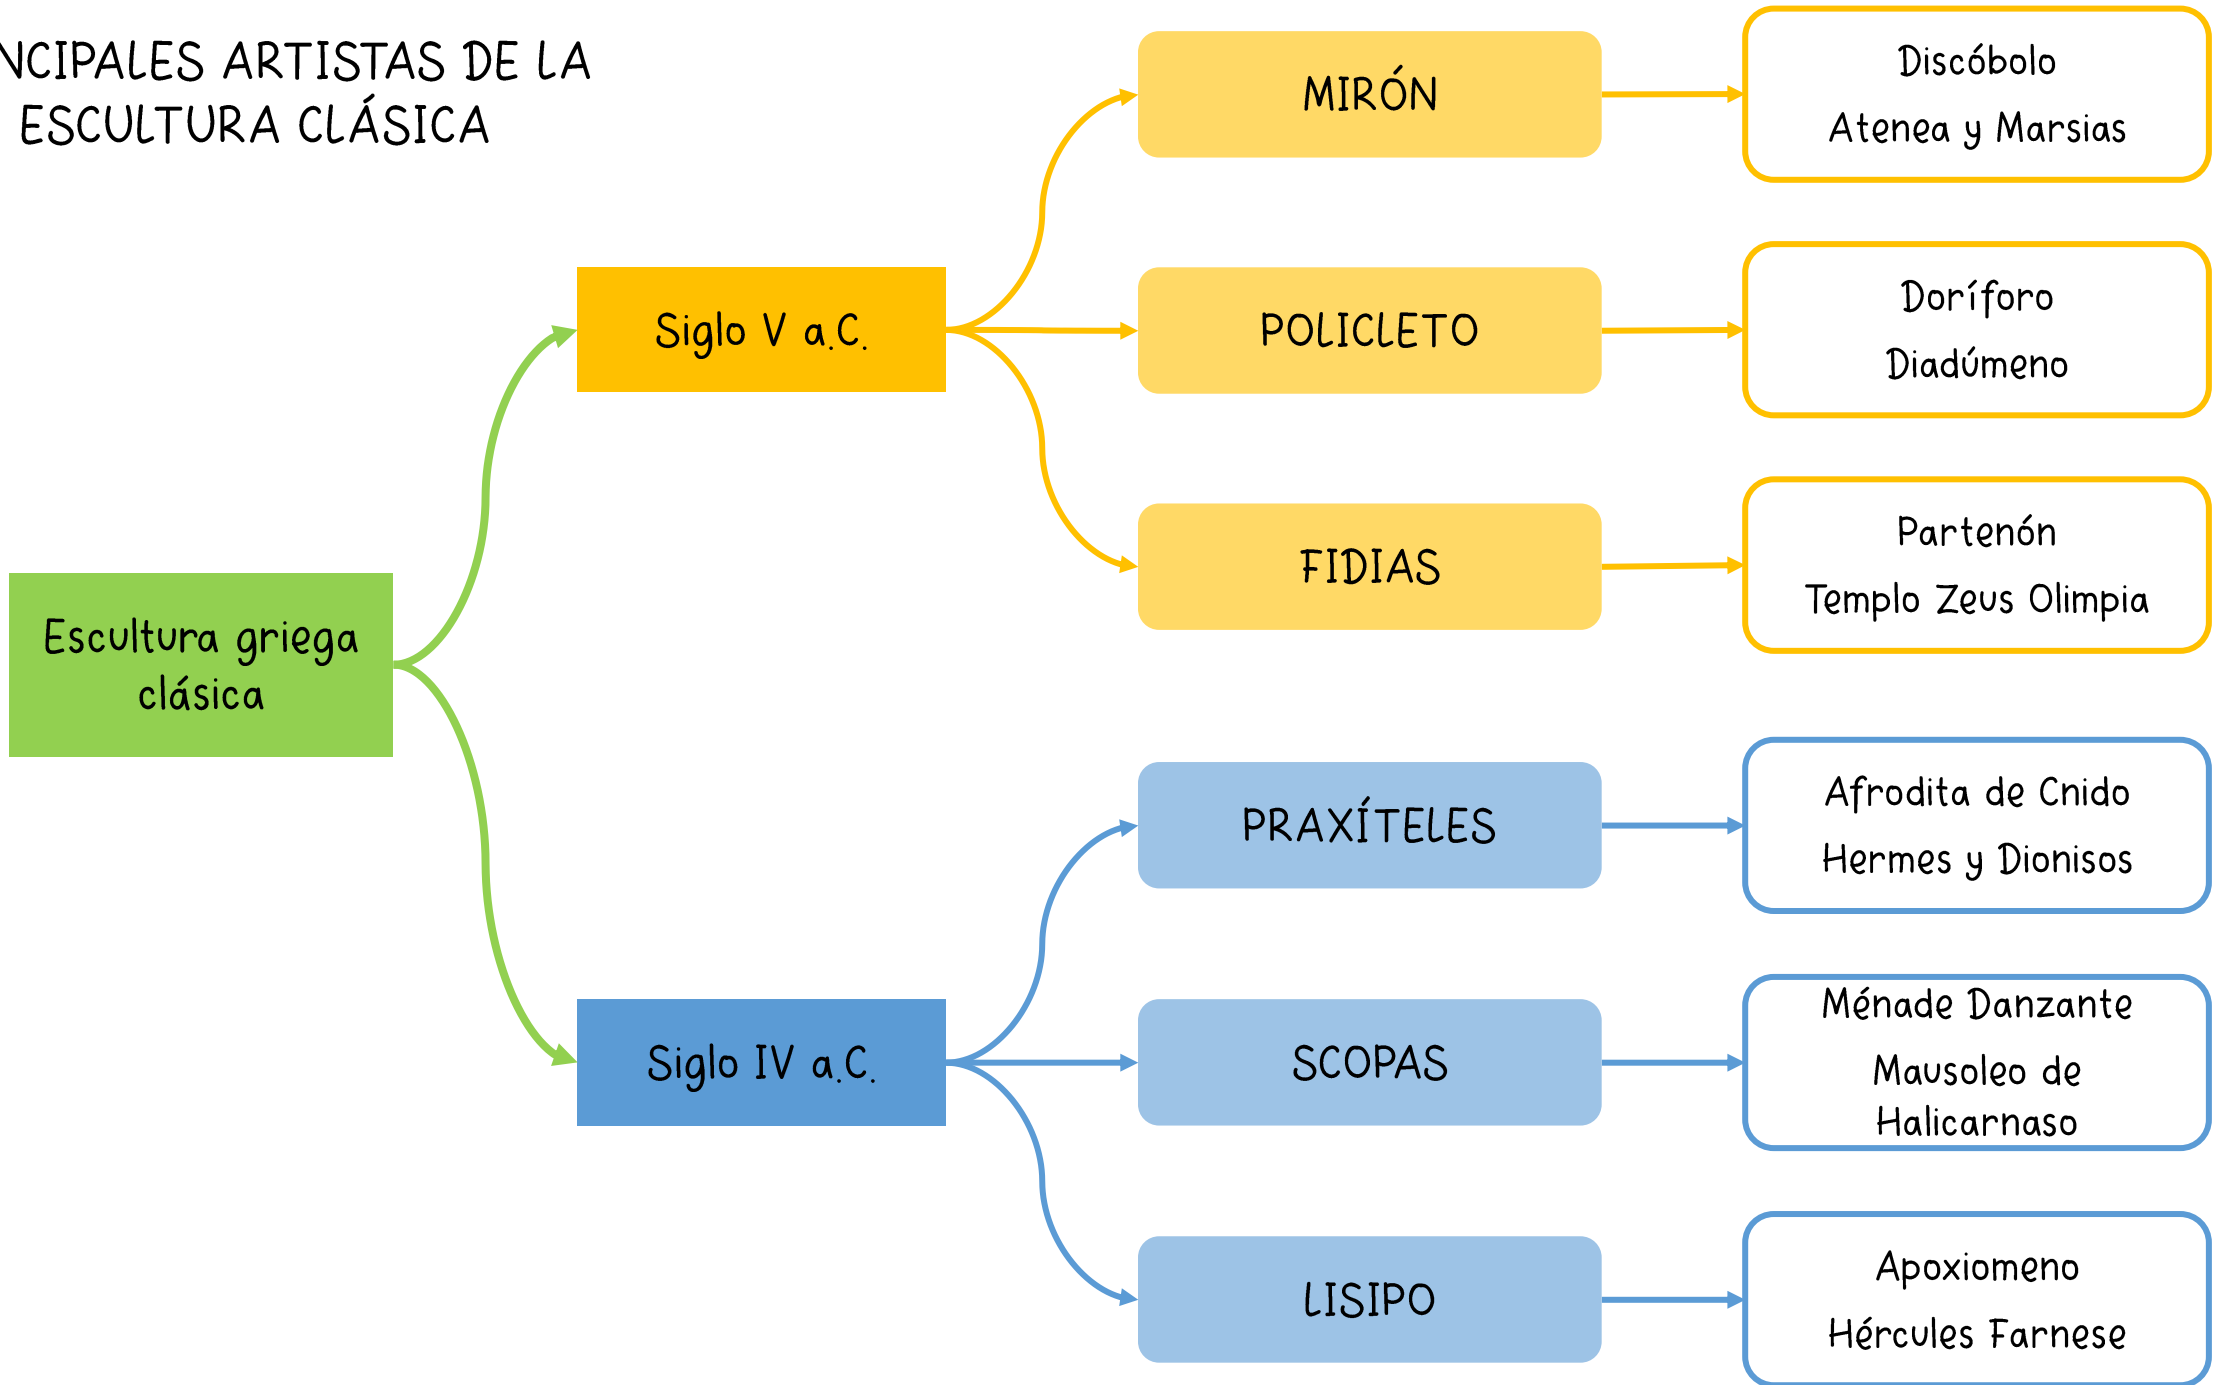 NCIPALES ARTISTAS DE LA
ESCULTURA CLÁSICA
Escultura griega
clásica
Siglo V a.C.
MIRÓN
Discóbolo
Atenea y Marsias
POLICLETO
Doríforo
Diadúmeno
FIDIAS
Partenón
Templo Zeus Olimpia
Siglo IV a.C.
PRAXÍTELES
Afrodita de Cnido
Hermes y Dionisos
SCOPAS
Ménade Danzante
Mausoleo de
Halicarnaso
LISIPO
Apoxiomeno
Hércules Farnese